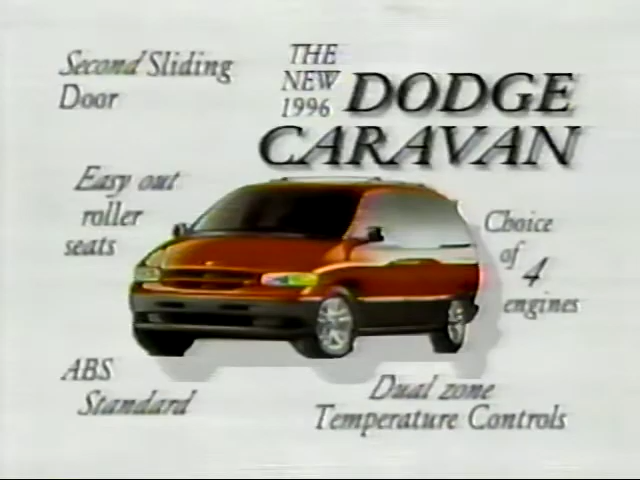 Second Sliding
Door
THE
NEW
1996
DODGE
CARAVAN
Easy out
roller
seats
Choice
of
4
engines
ABS
Standard
Dual zone
Temperature Controls